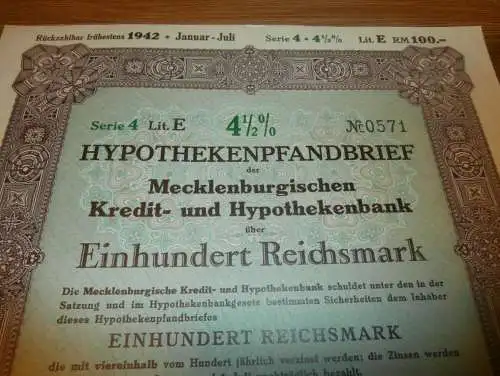 Rückzahlbar frühestens 1942 • Januar-Juli Serie 4 • 4½% Lit. E RM 100.–
Serie 4 Lit. E 4½% № 0571
HYPOTHEKENPFANDBRIEF
der
Mecklenburgischen
Kredit- und Hypothekenbank
über
Einhundert Reichsmark
Die Mecklenburgische Kredit- und Hypothekenbank schuldet unter den in der
Satzung und im Hypothekenbankgesetz bestimmten Sicherheiten dem Inhaber
dieses Hypothekenpfandbriefes
EINHUNDERT REICHSMARK
die mit viereinhalb vom Hundert jährlich verzinst werden; die Zinsen werden
bezahlt.